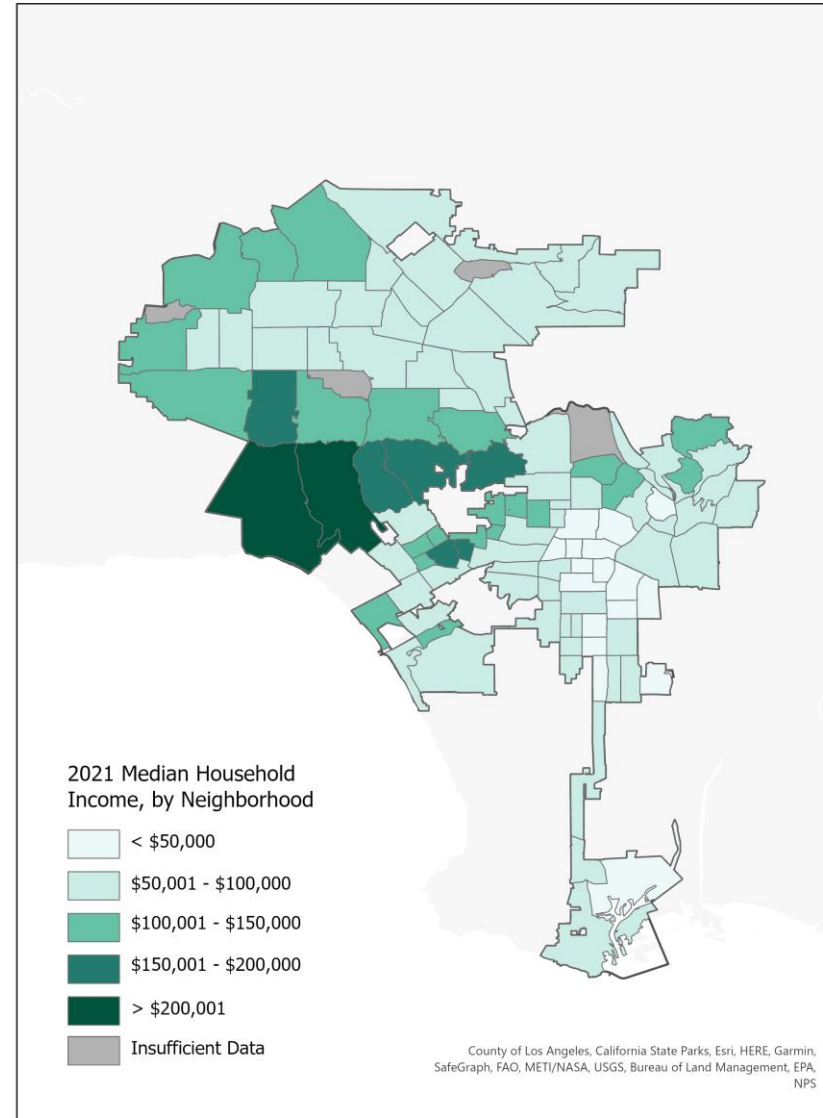 2021 Median Household
Income, by Neighborhood
< $50,000
$50,001 - $100,000
$100,001 - $150,000
$150,001 - $200,000
> $200,001
Insufficient Data
County of Los Angeles, California State Parks, Esri, HERE, Garmin,
SafeGraph, FAO, METI/NASA, USGS, Bureau of Land Management, EPA,
NPS